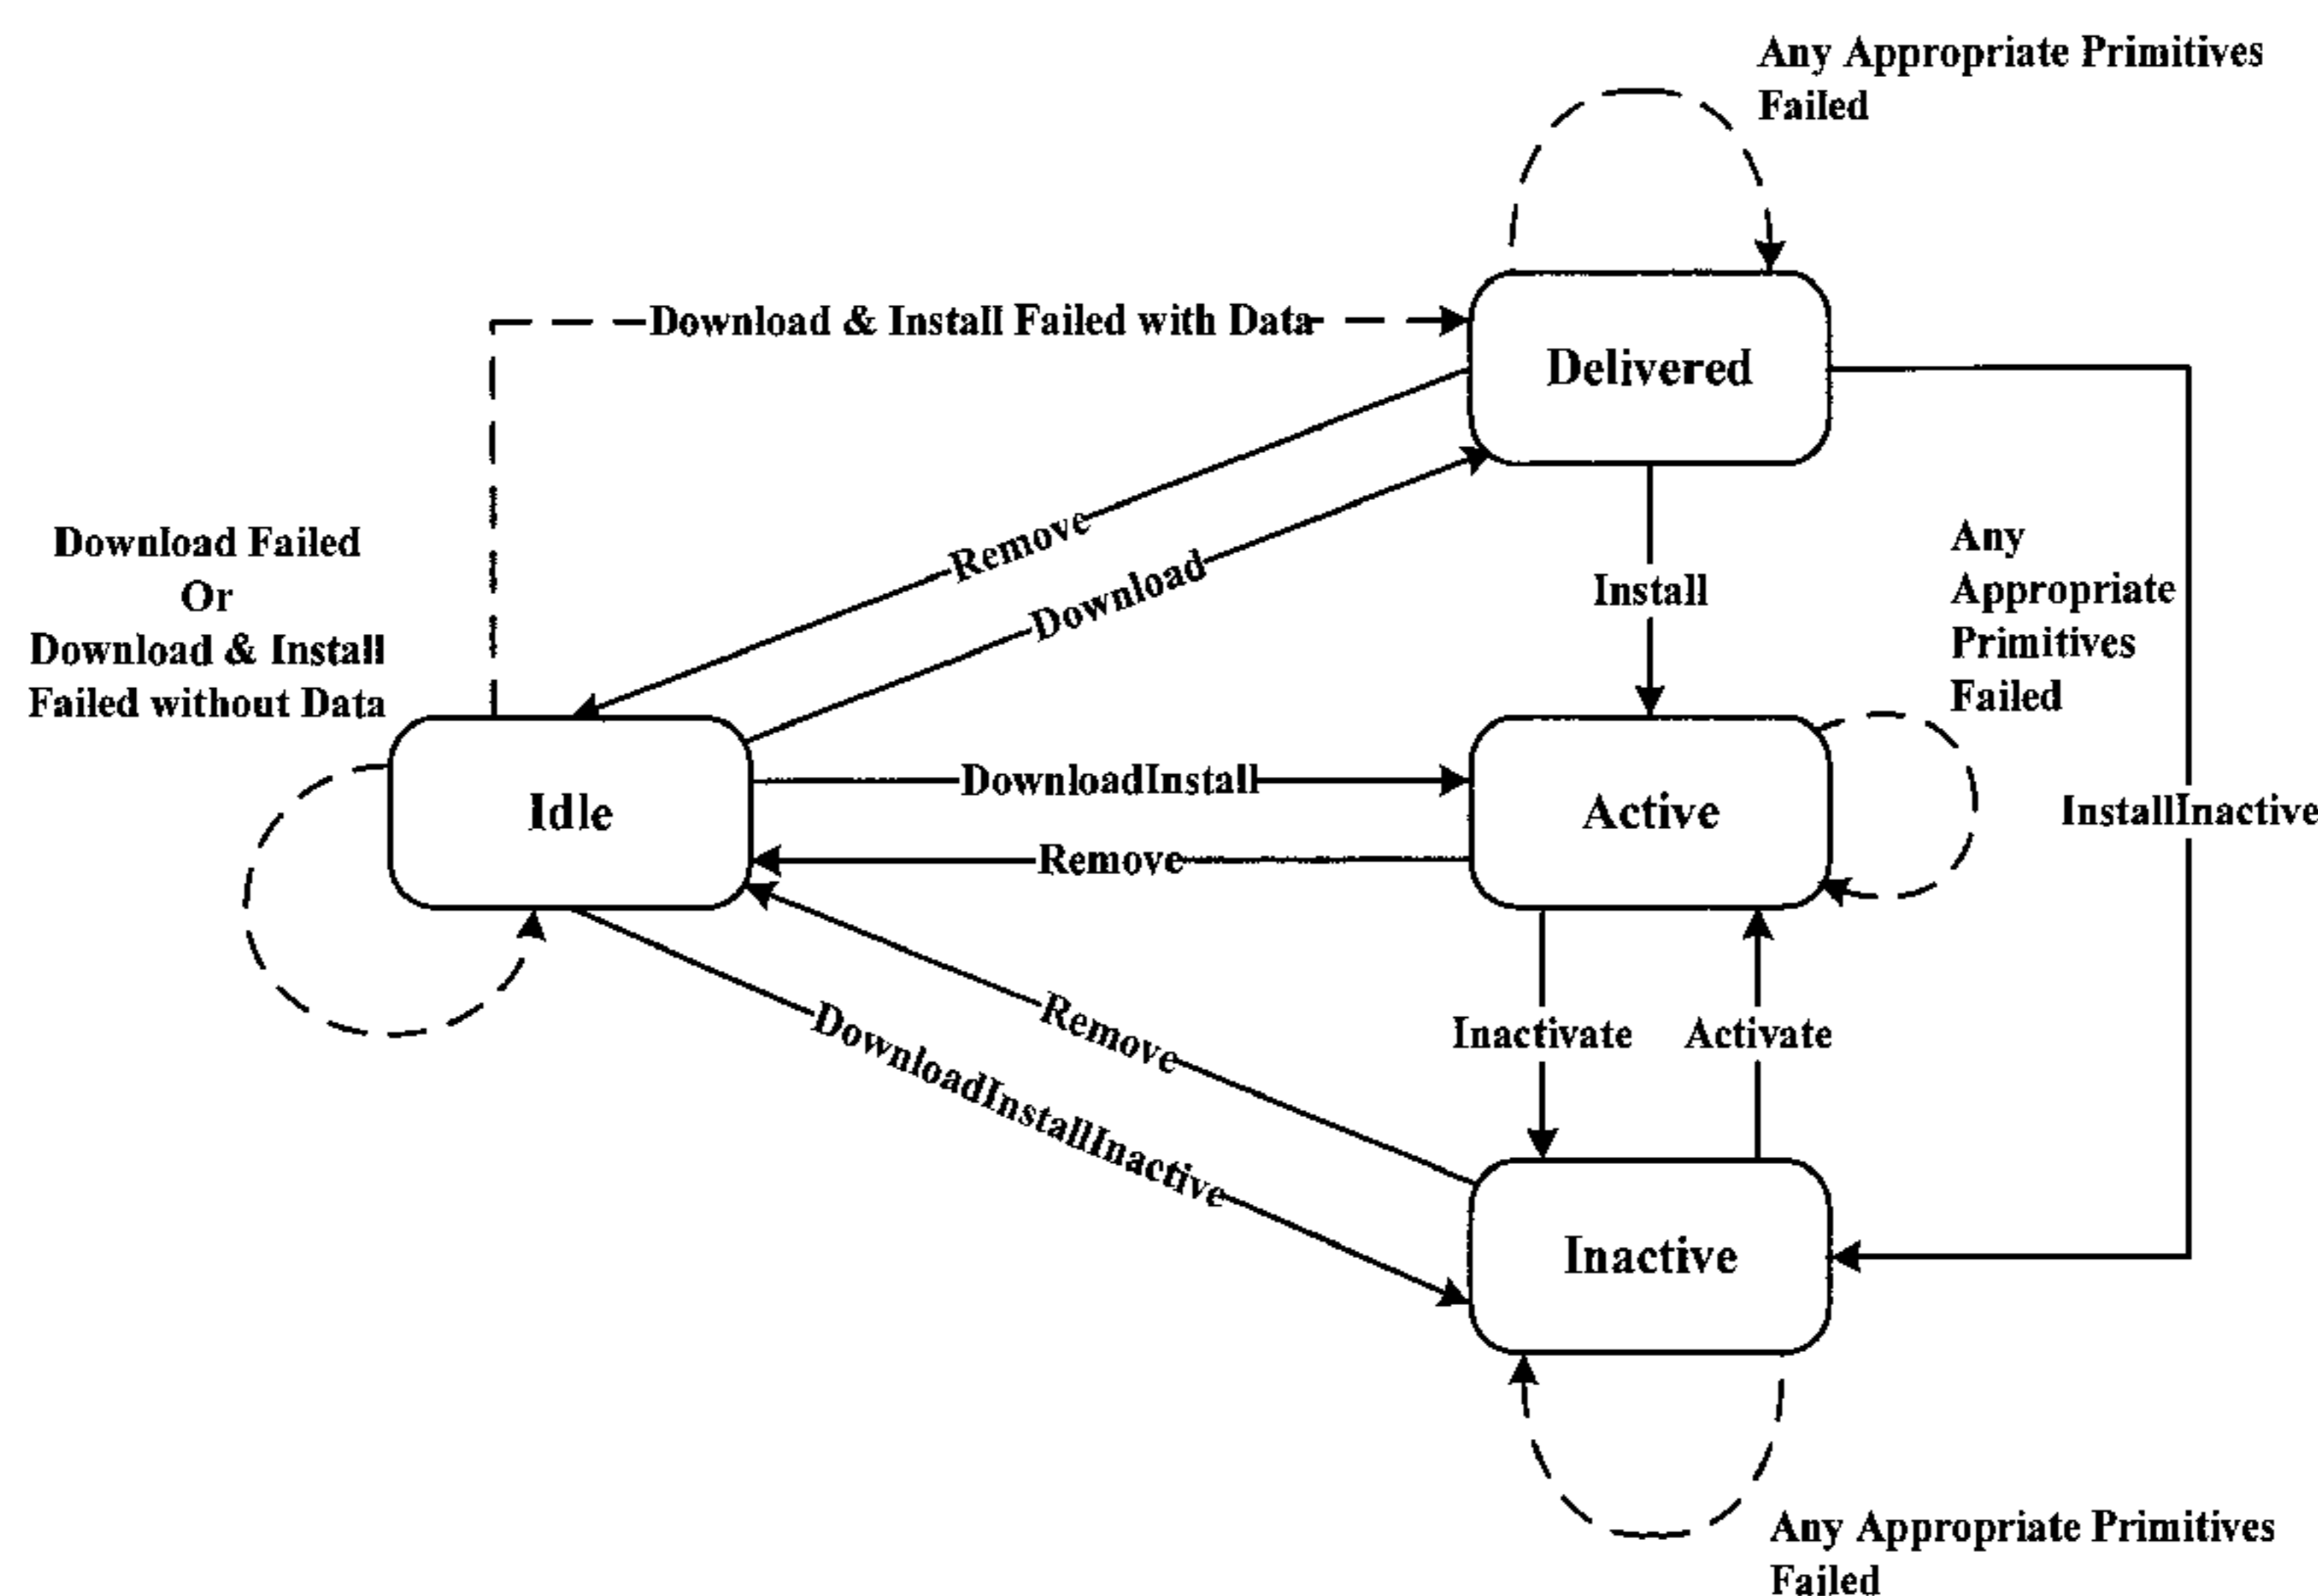 Any Appropriate Primitives
Failed
Download & Install Failed with Data
Delivered
Remove
Download
Download Failed
Or
Download & Install
Failed without Data
Install
Any
Appropriate
Primitives
Failed
Idle
DownloadInstall
Remove
Active
InstallInactive
Remove
DownloadInstallInactive
Inactivate
Activate
Inactive
Any Appropriate Primitives
Failed